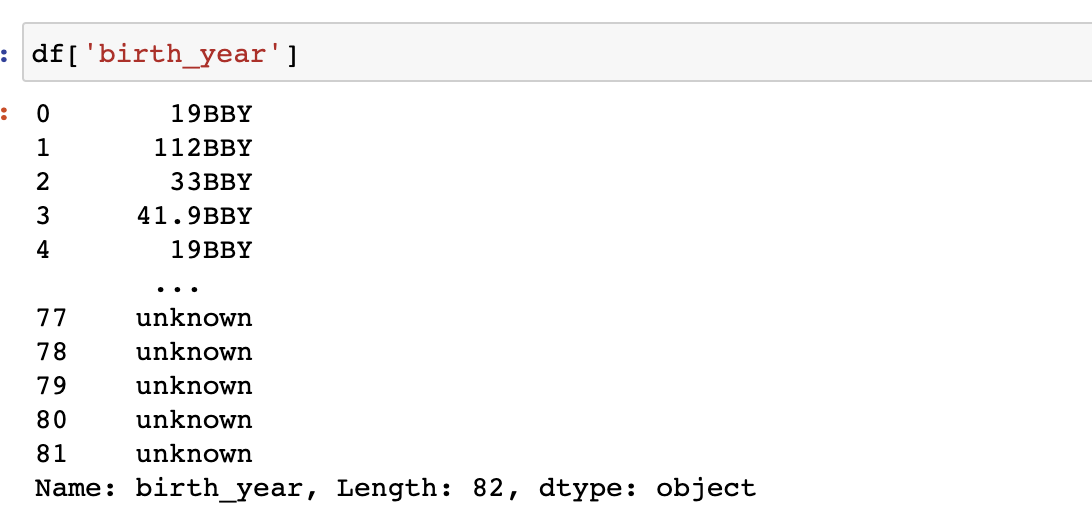 : df['birth_year']
: 0 19BBY
1 112BBY
2 33BBY
3 41.9BBY
4 19BBY
...
77 unknown
78 unknown
79 unknown
80 unknown
81 unknown
Name: birth_year, Length: 82, dtype: object